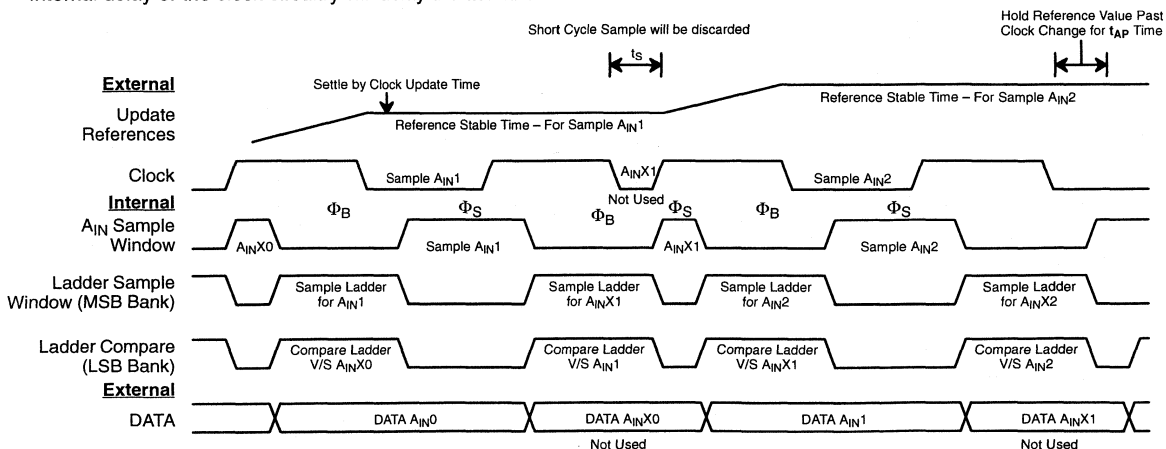 Hold Reference Value Past
Clock Change for tAP Time
Short Cycle Sample will be discarded
tS
External
Settle by Clock Update Time
Update
References
Reference Stable Time – For Sample AIN1
Reference Stable Time – For Sample AIN2
Clock
Sample AIN1
AINX1
Not Used
Sample AIN2
Internal
ΦB
ΦS
ΦB
ΦS
ΦB
ΦS
AIN Sample
Window
AINX0
Sample AIN1
AINX1
Sample AIN2
Ladder Sample
Window (MSB Bank)
Sample Ladder
for AIN1
Sample Ladder
for AINX1
Sample Ladder
for AIN2
Sample Ladder
for AINX2
Ladder Compare
(LSB Bank)
Compare Ladder
V/S AINX0
Compare Ladder
V/S AIN1
Compare Ladder
V/S AINX1
Compare Ladder
V/S AIN2
External
DATA
DATA AIN0
DATA AINX0
DATA AIN1
DATA AINX1
Not Used
Not Used